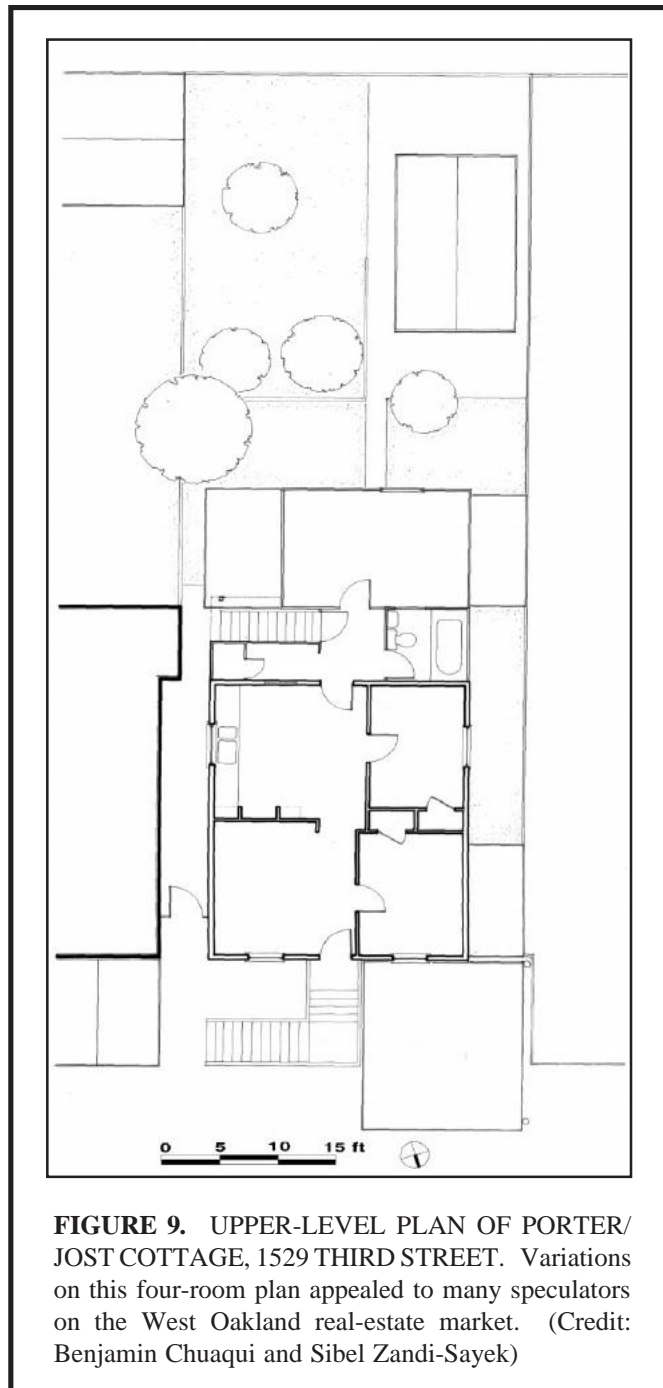 0 5 10 15 ft
FIGURE 9. UPPER-LEVEL PLAN OF PORTER/
JOST COTTAGE, 1529 THIRD STREET. Variations
on this four-room plan appealed to many speculators
on the West Oakland real-estate market. (Credit:
Benjamin Chuaqui and Sibel Zandi-Sayek)